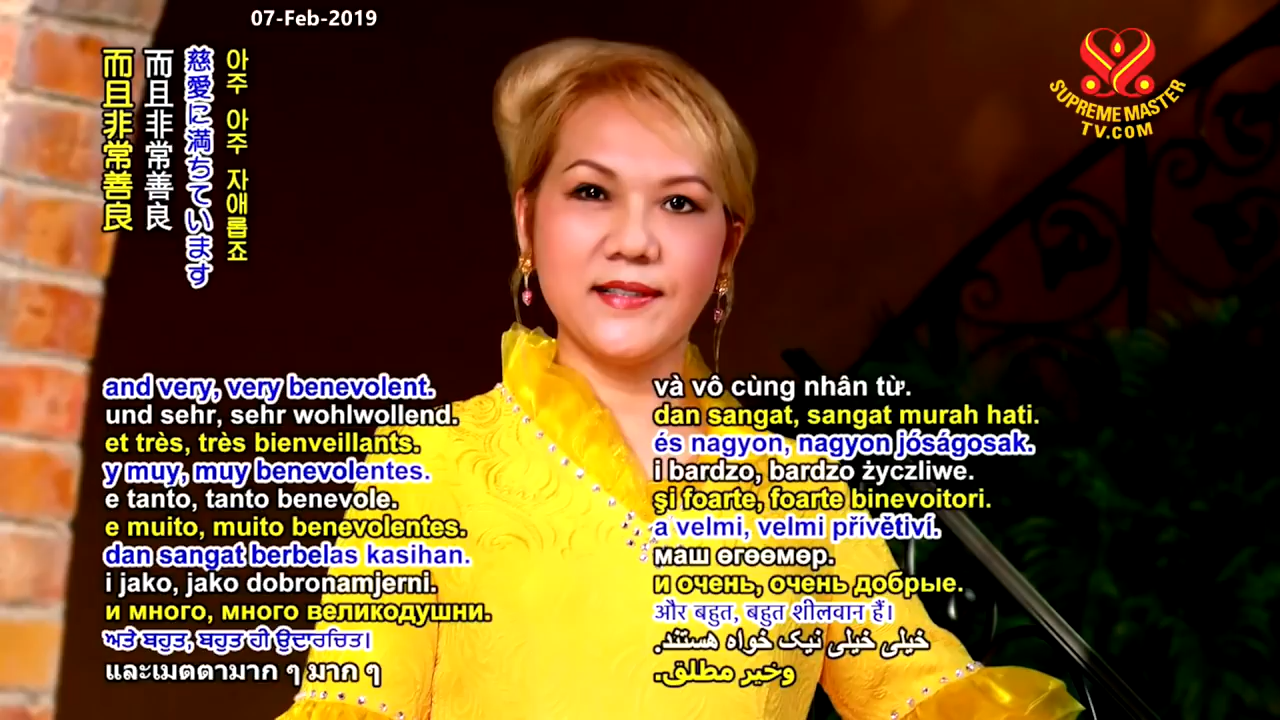 07-Feb-2019
而且非常善良
而且非常善良
慈愛に満ちています
아주 아주 자애롭죠
SUPREME MASTER
TV.COM
and very, very benevolent.
und sehr, sehr wohlwollend.
et très, très bienveillants.
y muy, muy benevolentes.
e tanto, tanto benevole.
e muito, muito benevolentes.
dan sangat berbelas kasihan.
i jako, jako dobronamjerni.
и много, много великодушни.
ਅਤੇ ਬਹੁਤ, ਬਹੁਤ ਹੀ ਉਦਾਰਚਿਤ।
และเมตตามาก ๆ มาก ๆ
và vô cùng nhân từ.
dan sangat, sangat murah hati.
és nagyon, nagyon jóságosak.
i bardzo, bardzo życzliwe.
şi foarte, foarte binevoitori.
a velmi, velmi přívětiví.
маш өгөөмөр.
и очень, очень добрые.
और बहुत, बहुत शीलवान हैं।
خیلی خیلی نیک خواه هستند.
وخير مطلق.